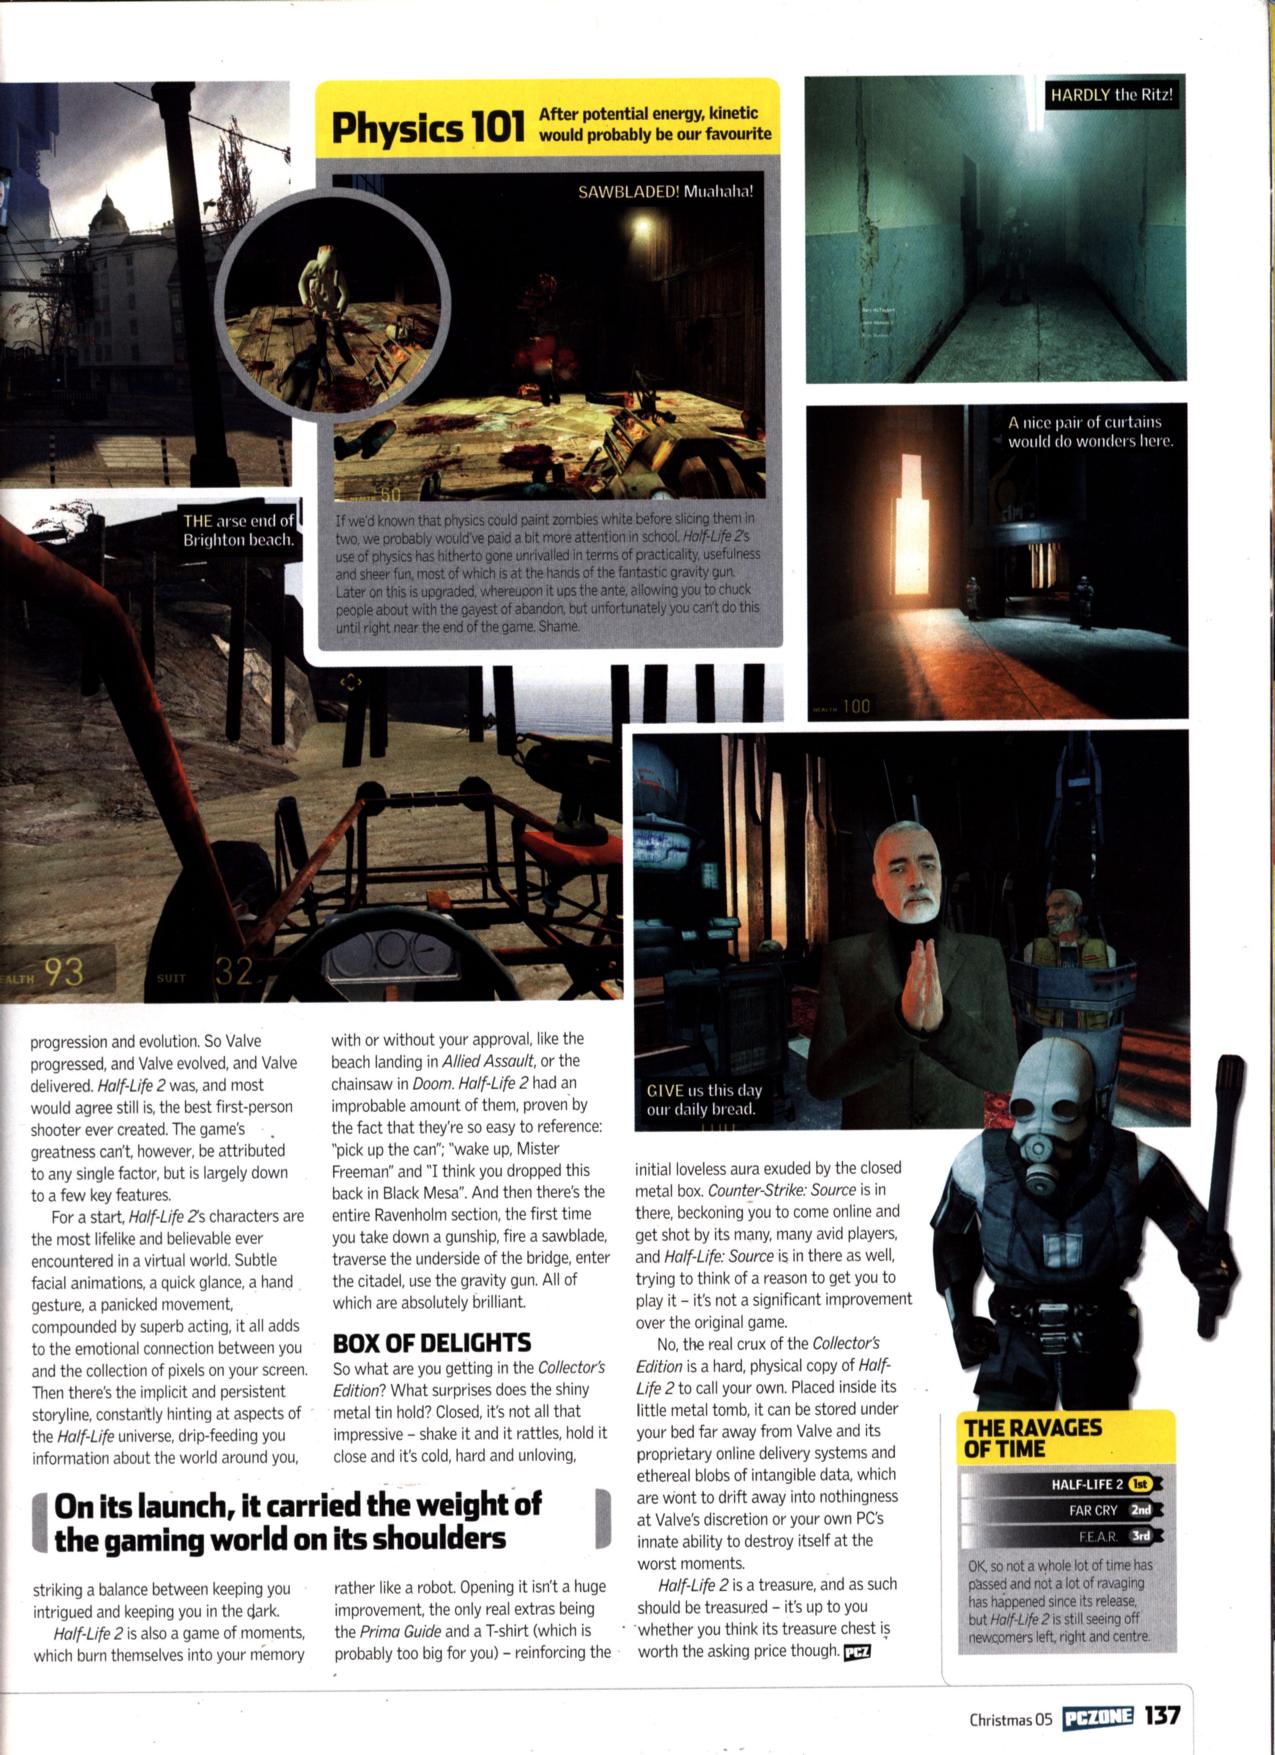 Physics 101
After potential energy, kinetic
would probably be our favourite
SAWBLADED! Muahaha!
HEALTH 50
If we'd known that physics could paint zombies white before slicing them in
two, we probably would've paid a bit more attention in school. Half-Life 2's
use of physics has hitherto gone unrivalled in terms of practicality, usefulness
and sheer fun, most of which is at the hands of the fantastic gravity gun.
Later on this is upgraded, whereupon it ups the ante, allowing you to chuck
people about with the gayest of abandon, but unfortunately you can't do this
until right near the end of the game. Shame.
HARDLY the Ritz!
A nice pair of curtains
would do wonders here.
HEALTH 100
THE arse end of
Brighton beach.
EALTH 93 SUIT 32
GIVE us this day
our daily bread.
progression and evolution. So Valve
progressed, and Valve evolved, and Valve
delivered. Half-Life 2 was, and most
would agree still is, the best first-person
shooter ever created. The game's
greatness can't, however, be attributed
to any single factor, but is largely down
to a few key features.
For a start, Half-Life 2's characters are
the most lifelike and believable ever
encountered in a virtual world. Subtle
facial animations, a quick glance, a hand
gesture, a panicked movement,
compounded by superb acting, it all adds
to the emotional connection between you
and the collection of pixels on your screen.
Then there's the implicit and persistent
storyline, constantly hinting at aspects of
the Half-Life universe, drip-feeding you
information about the world around you,
On its launch, it carried the weight of
the gaming world on its shoulders
striking a balance between keeping you
intrigued and keeping you in the dark.
Half-Life 2 is also a game of moments,
which burn themselves into your memory
with or without your approval, like the
beach landing in Allied Assault, or the
chainsaw in Doom. Half-Life 2 had an
improbable amount of them, proven by
the fact that they're so easy to reference:
"pick up the can"; "wake up, Mister
Freeman" and "I think you dropped this
back in Black Mesa". And then there's the
entire Ravenholm section, the first time
you take down a gunship, fire a sawblade,
traverse the underside of the bridge, enter
the citadel, use the gravity gun. All of
which are absolutely brilliant.
BOX OF DELIGHTS
So what are you getting in the Collector's
Edition? What surprises does the shiny
metal tin hold? Closed, it's not all that
impressive – shake it and it rattles, hold it
close and it's cold, hard and unloving,
rather like a robot. Opening it isn't a huge
improvement, the only real extras being
the Prima Guide and a T-shirt (which is
probably too big for you) – reinforcing the
initial loveless aura exuded by the closed
metal box. Counter-Strike: Source is in
there, beckoning you to come online and
get shot by its many, many avid players,
and Half-Life: Source is in there as well,
trying to think of a reason to get you to
play it – it's not a significant improvement
over the original game.
No, the real crux of the Collector's
Edition is a hard, physical copy of Half-
Life 2 to call your own. Placed inside its
little metal tomb, it can be stored under
your bed far away from Valve and its
proprietary online delivery systems and
ethereal blobs of intangible data, which
are wont to drift away into nothingness
at Valve's discretion or your own PC's
innate ability to destroy itself at the
worst moments.
Half-Life 2 is a treasure, and as such
should be treasured – it's up to you
whether you think its treasure chest is
worth the asking price though. PCZ
THE RAVAGES
OF TIME
HALF-LIFE 2 1st
FAR CRY 2nd
F.E.A.R. 3rd
OK, so not a whole lot of time has
passed and not a lot of ravaging
has happened since its release,
but Half-Life 2 is still seeing off
newcomers left, right and centre.
Christmas 05 PCZONE 137